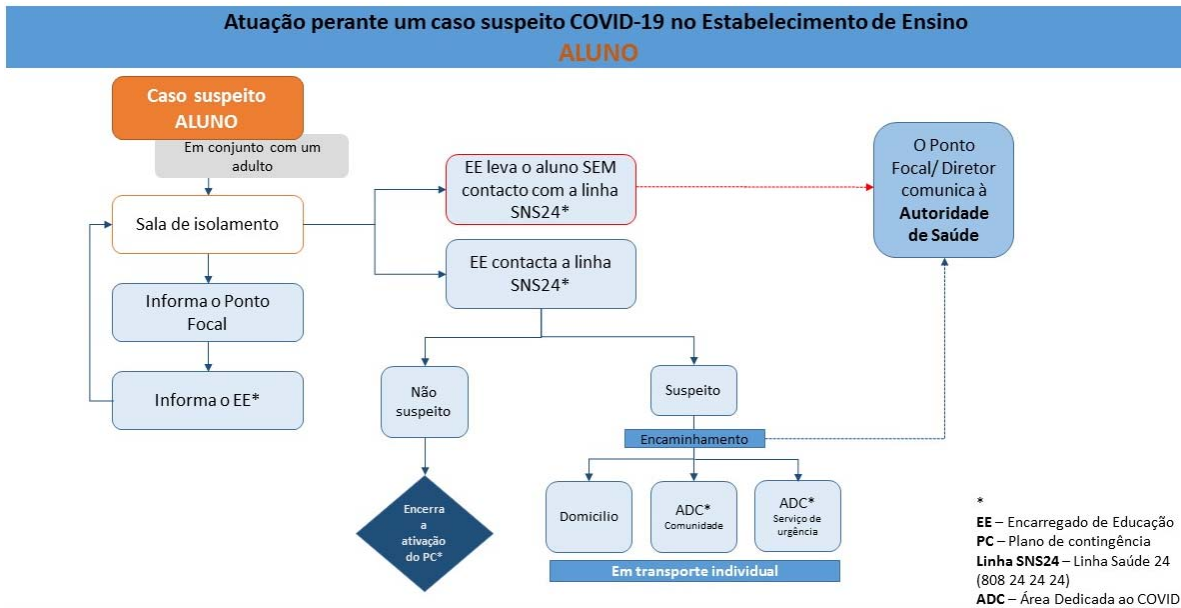 Atuação perante um caso suspeito COVID-19 no Estabelecimento de Ensino
ALUNO
Caso suspeito
ALUNO
Em conjunto com um
adulto
Sala de isolamento
Informa o Ponto
Focal
Informa o EE*
EE leva o aluno SEM
contacto com a linha
SNS24*
EE contacta a linha
SNS24*
O Ponto
Focal/ Diretor
comunica à
Autoridade
de Saúde
Não
suspeito
Suspeito
Encaminhamento
Encerra
a
ativação
do PC*
Domicilio
ADC*
Comunidade
ADC*
Serviço de
urgência
Em transporte individual
*
EE – Encarregado de Educação
PC – Plano de contingência
Linha SNS24 – Linha Saúde 24
(808 24 24 24)
ADC – Área Dedicada ao COVID